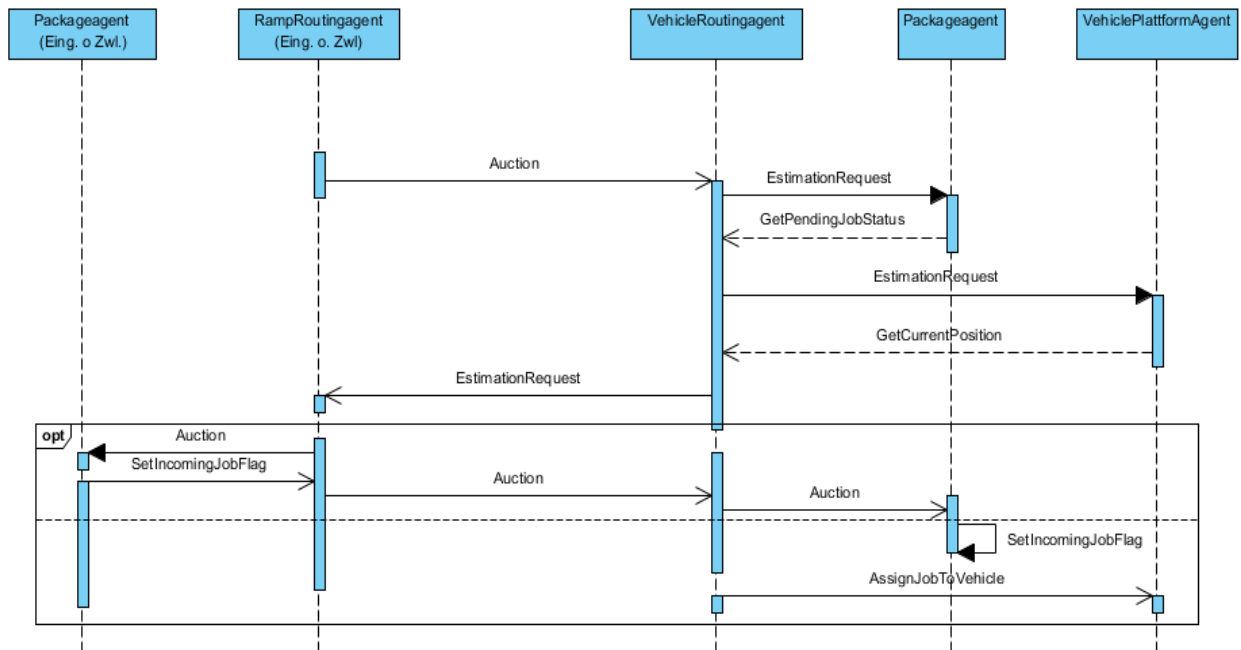 Packageagent
(Eing. o Zwl.)
RampRoutingagent
(Eing. o. Zwl)
VehicleRoutingagent
Packageagent
VehiclePlattformAgent
Auction
EstimationRequest
GetPendingJobStatus
EstimationRequest
GetCurrentPosition
EstimationRequest
opt
Auction
SetIncomingJobFlag
Auction
Auction
SetIncomingJobFlag
AssignJobToVehicle